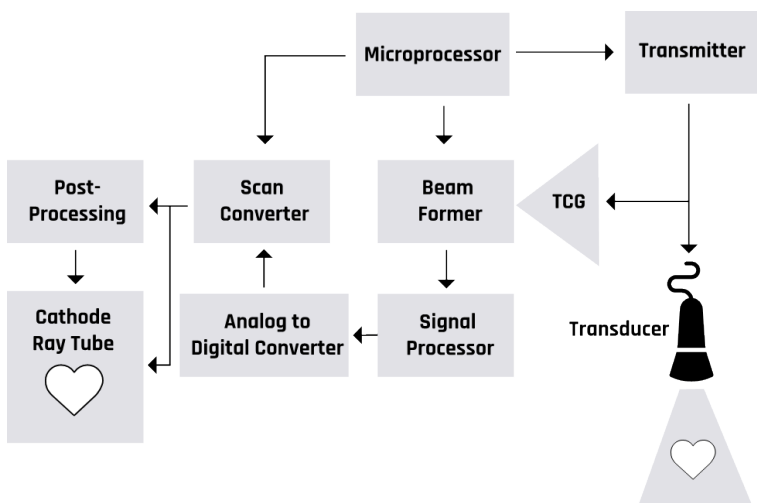 Microprocessor
Transmitter
Post-
Processing
Scan
Converter
Beam
Former
TCG
Cathode
Ray Tube
Analog to
Digital Converter
Signal
Processor
Transducer